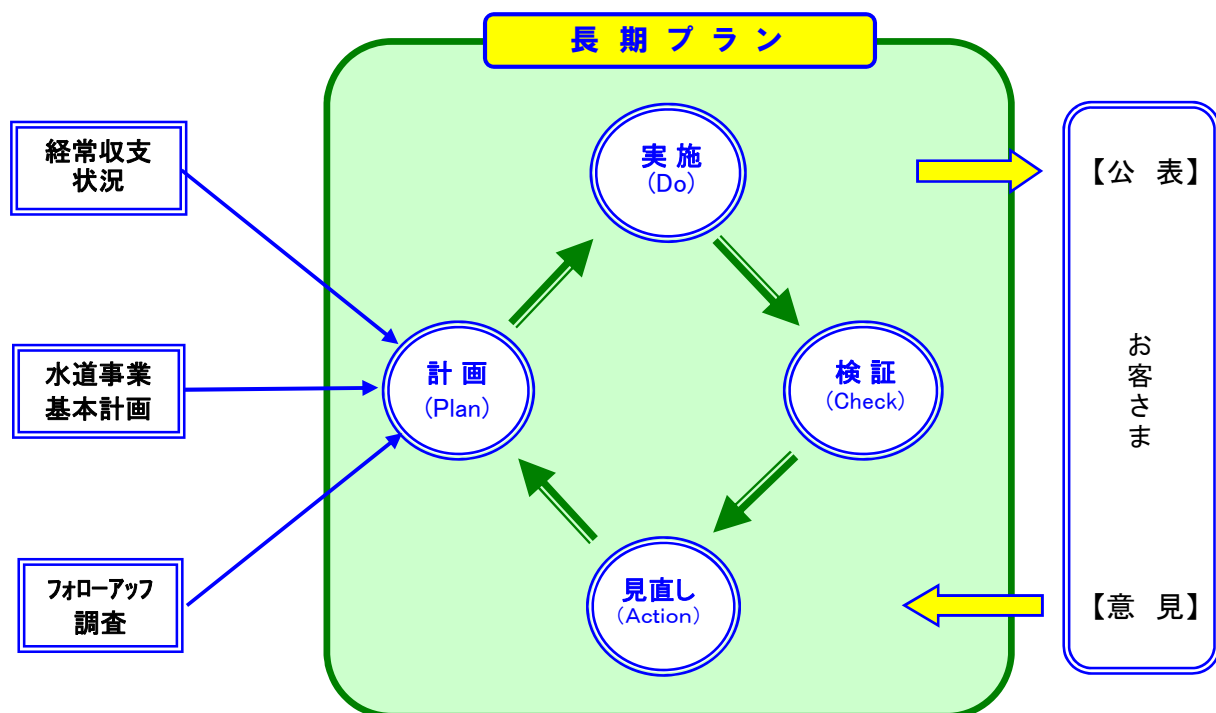 長期プラン
経常収支
状況
水道事業
基本計画
フォローアッフ
調査
実施
(Do)
計画
(Plan)
検証
(Check)
見直し
(Action)
【公 表】
お客さま
【意 見】